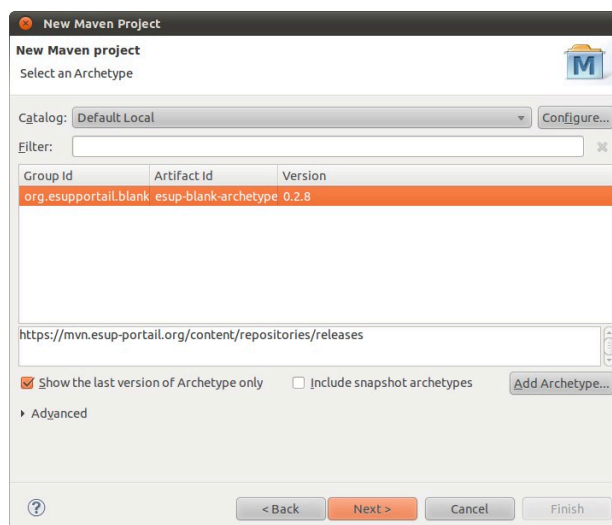 New Maven Project
New Maven project
Select an Archetype
M
Catalog: Default Local Configure...
Filter:
Group Id Artifact Id Version
org.esupportail.blank esup-blank-archetype 0.2.8
https://mvn.esup-portail.org/content/repositories/releases
Show the last version of Archetype only Include snapshot archetypes Add Archetype...
Advanced
? < Back Next > Cancel Finish